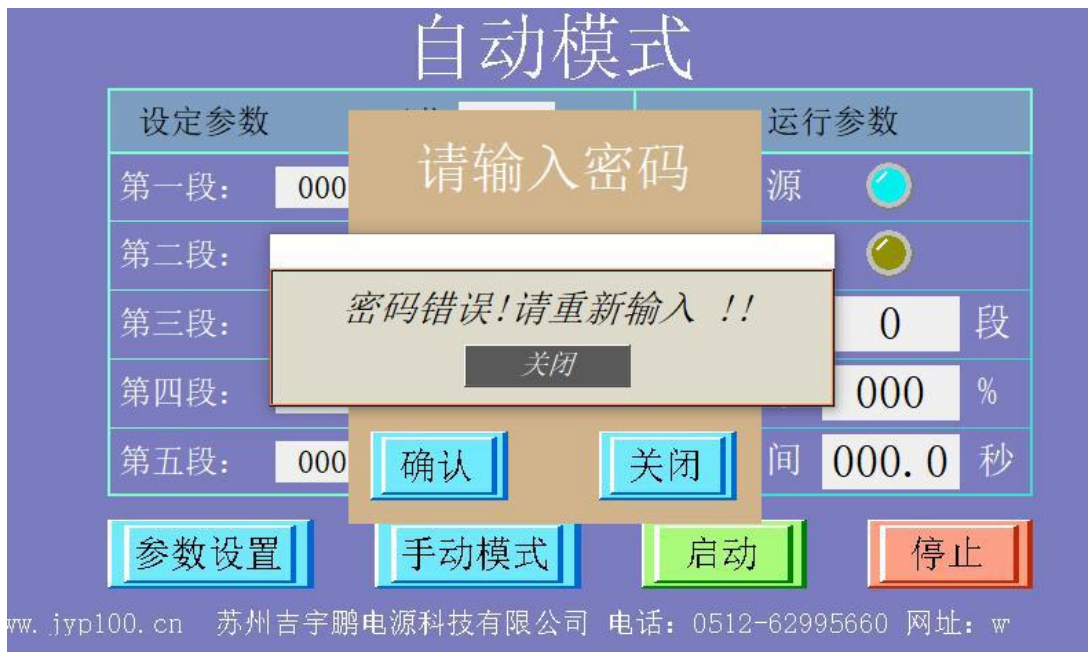 自动模式
设定参数 运行参数
请输入密码
第一段： 000 源
第二段：
密码错误!请重新输入 !!
第三段： 0 段
关闭
第四段： 000 %
第五段： 000 确认 关闭 间 000.0 秒
参数设置 手动模式 启动 停止
ww.jyp100.cn 苏州吉宇鹏电源科技有限公司 电话：0512-62995660 网址：w